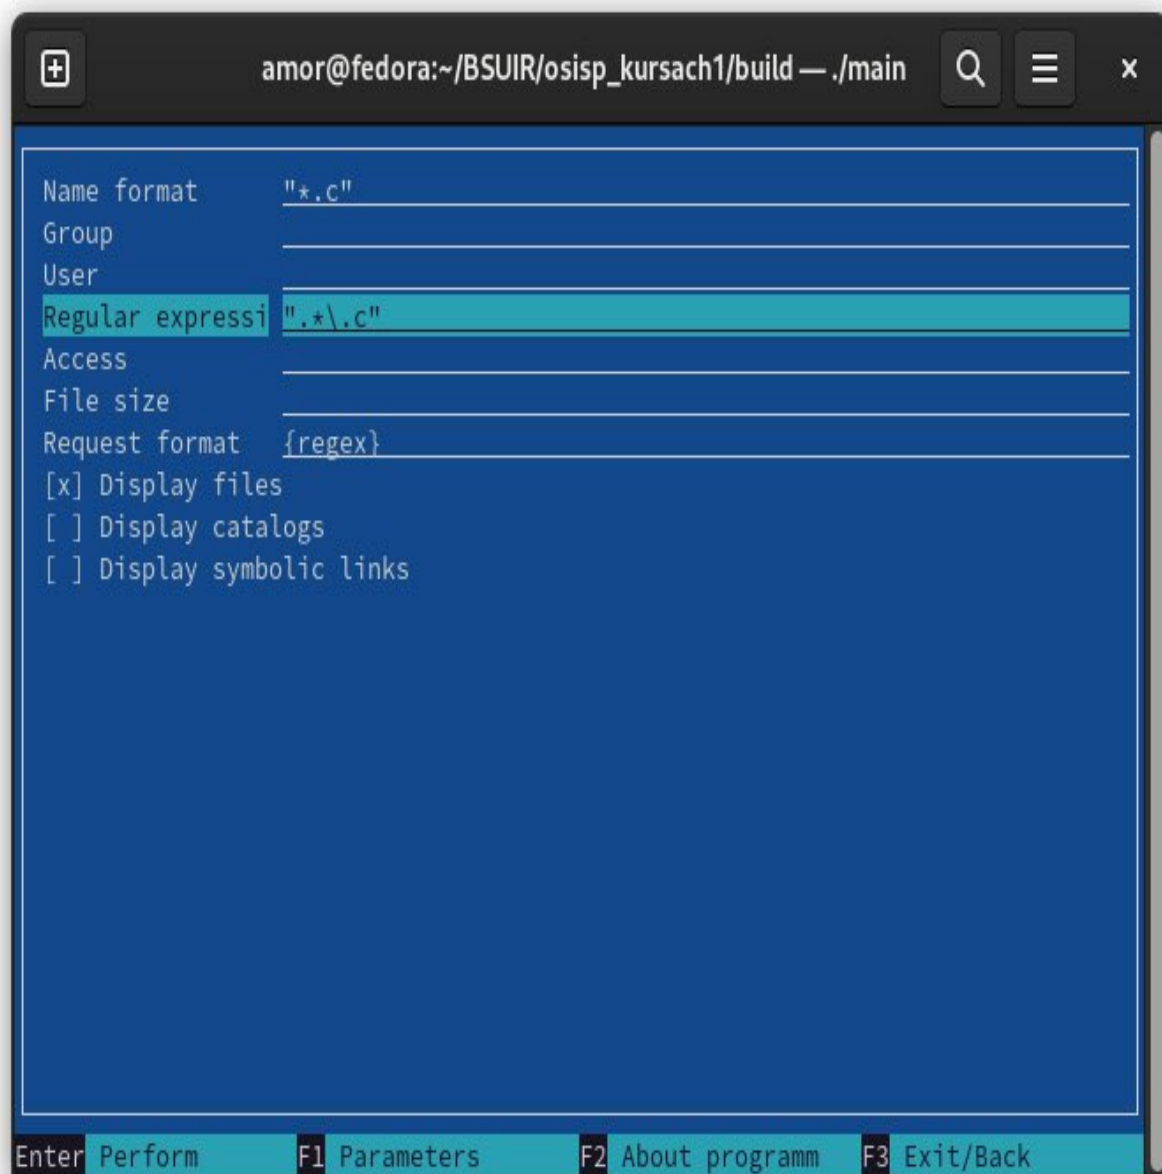 amor@fedora:~/BSUIR/osisp_kursach1/build — ./main
Name format "*.c"
Group
User
Regular expressi ".*\.c"
Access
File size
Request format {regex}
[x] Display files
[ ] Display catalogs
[ ] Display symbolic links
Enter Perform F1 Parameters F2 About programm F3 Exit/Back